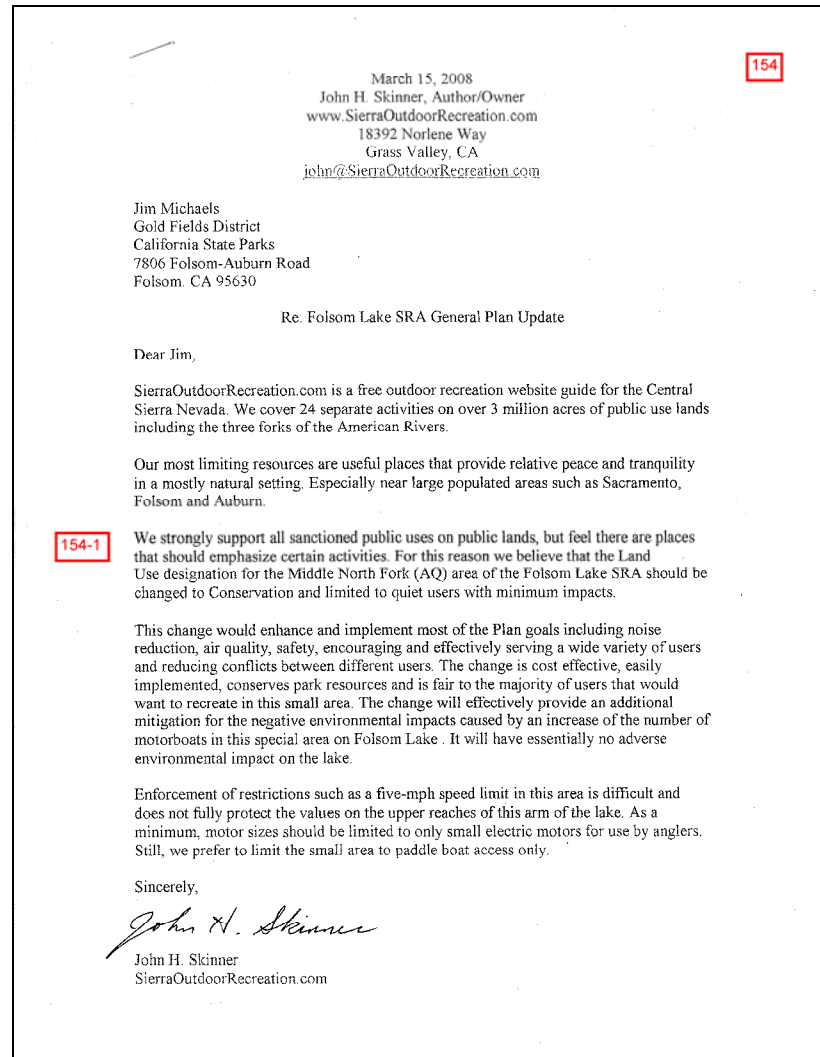 154
March 15, 2008
John H. Skinner, Author/Owner
www.SierraOutdoorRecreation.com
18392 Norlene Way
Grass Valley, CA
john@SierraOutdoorRecreation.com
Jim Michaels
Gold Fields District
California State Parks
7806 Folsom-Auburn Road
Folsom. CA 95630
Re: Folsom Lake SRA General Plan Update
Dear Jim,
SierraOutdoorRecreation.com is a free outdoor recreation website guide for the Central
Sierra Nevada. We cover 24 separate activities on over 3 million acres of public use lands
including the three forks of the American Rivers.
Our most limiting resources are useful places that provide relative peace and tranquility
in a mostly natural setting. Especially near large populated areas such as Sacramento,
Folsom and Auburn.
154-1
We strongly support all sanctioned public uses on public lands, but feel there are places
that should emphasize certain activities. For this reason we believe that the Land
Use designation for the Middle North Fork (AQ) area of the Folsom Lake SRA should be
changed to Conservation and limited to quiet users with minimum impacts.
This change would enhance and implement most of the Plan goals including noise
reduction, air quality, safety, encouraging and effectively serving a wide variety of users
and reducing conflicts between different users. The change is cost effective, easily
implemented, conserves park resources and is fair to the majority of users that would
want to recreate in this small area. The change will effectively provide an additional
mitigation for the negative environmental impacts caused by an increase of the number of
motorboats in this special area on Folsom Lake . It will have essentially no adverse
environmental impact on the lake.
Enforcement of restrictions such as a five-mph speed limit in this area is difficult and
does not fully protect the values on the upper reaches of this arm of the lake. As a
minimum, motor sizes should be limited to only small electric motors for use by anglers.
Still, we prefer to limit the small area to paddle boat access only.
Sincerely,
John H. Skinner
John H. Skinner
SierraOutdoorRecreation.com